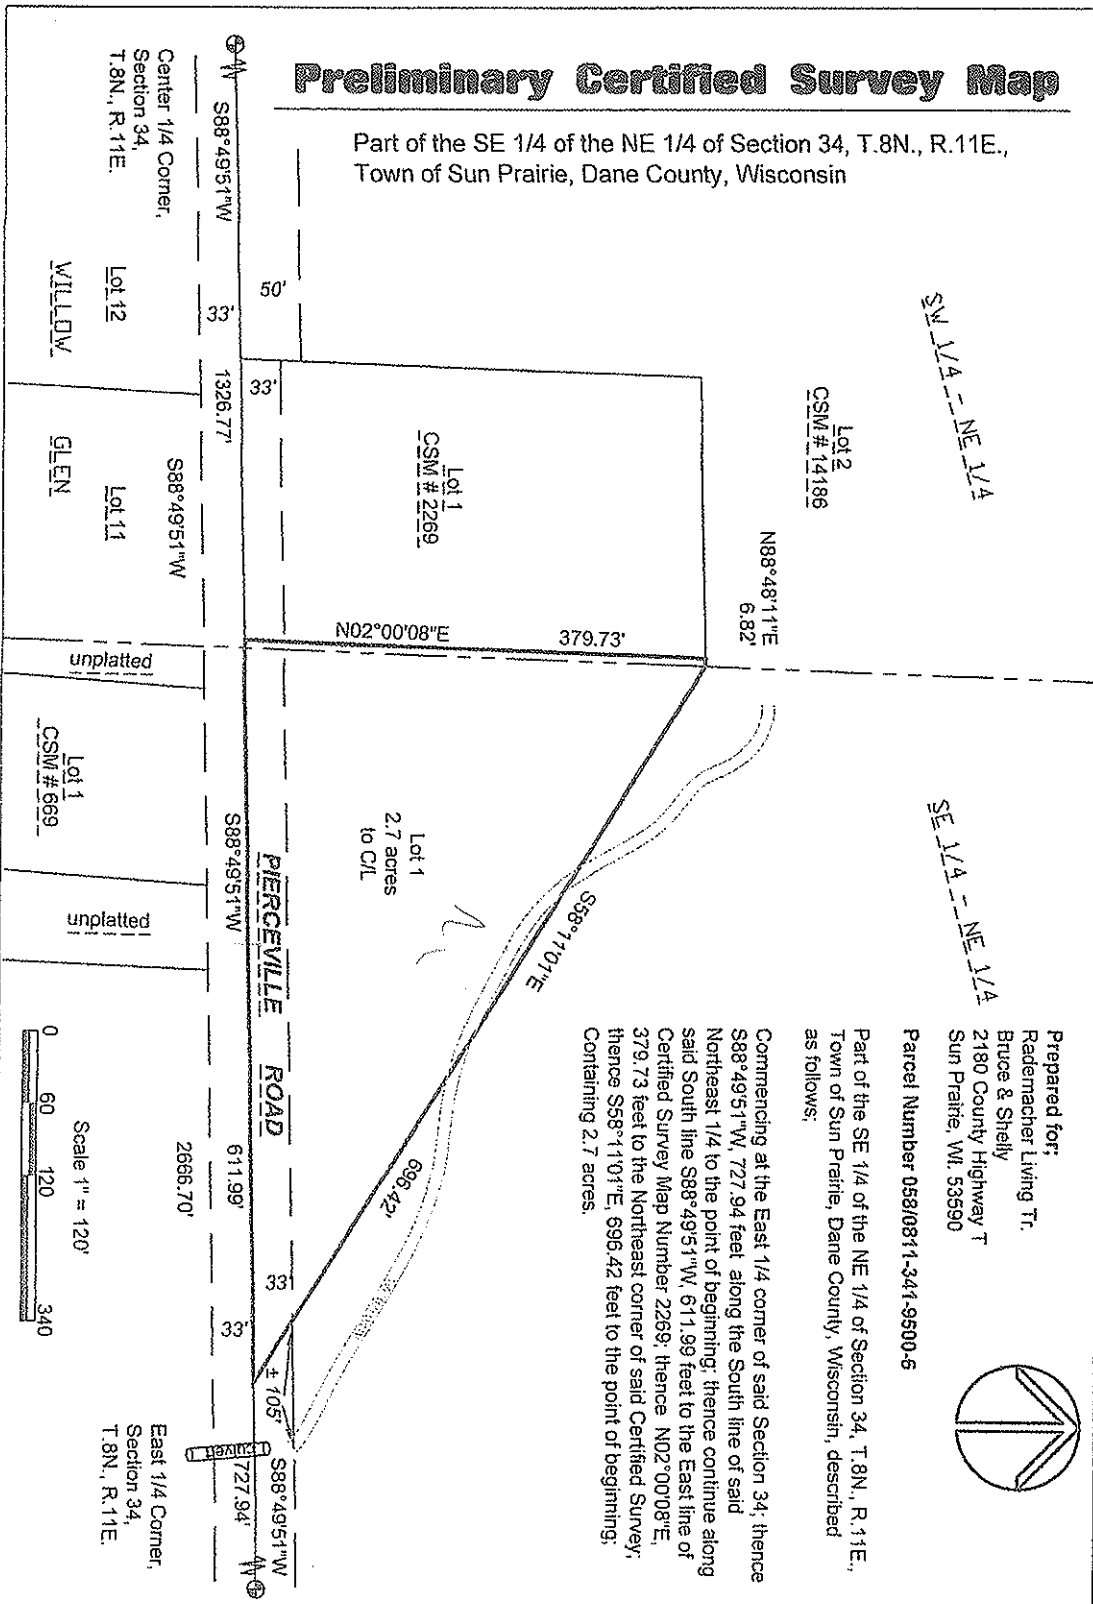 Preliminary Certified Survey Map
Part of the SE 1/4 of the NE 1/4 of Section 34, T.8N., R.11E.,
Town of Sun Prairie, Dane County, Wisconsin
SW 1/4 - NE 1/4
SE 1/4 - NE 1/4
Prepared for;
Rademacher Living Tr.
Bruce & Shelly
2180 County Highway T
Sun Prairie, WI. 53590
Parcel Number 058/0811-341-9500-6
Part of the SE 1/4 of the NE 1/4 of Section 34, T.8N., R.11E.,
Town of Sun Prairie, Dane County, Wisconsin, described
as follows;
Commencing at the East 1/4 corner of said Section 34; thence
S88°49'51"W, 727.94 feet along the South line of said
Northeast 1/4 to the point of beginning; thence continue along
said South line S88°49'51"W, 611.99 feet to the East line of
Certified Survey Map Number 2269; thence N02°00'08"E,
379.73 feet to the Northeast corner of said Certified Survey;
thence S58°11'01"E, 696.42 feet to the point of beginning;
Containing 2.7 acres.
Lot 2
CSM # 14186
N88°48'11"E
6.82'
Lot 1
CSM # 2269
N02°00'08"E
379.73'
Lot 1
2.7 acres
to C/L
S58°11'01"E
696.42'
50'
33'
33'
S88°49'51"W
1326.77'
S88°49'51"W
S88°49'51"W
PIERCEVILLE ROAD
611.99'
2666.70'
33'
33'
± 105'
culvert
S88°49'51"W
727.94'
Center 1/4 Corner,
Section 34,
T.8N., R.11E.
Lot 12
WILLOW
Lot 11
GLEN
unplatted
Lot 1
CSM # 669
unplatted
East 1/4 Corner,
Section 34,
T.8N., R.11E.
Scale 1" = 120'
0 60 120 340